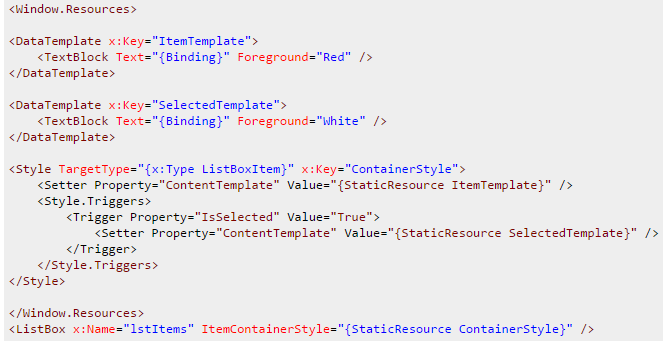 <Window.Resources>
<DataTemplate x:Key="ItemTemplate">
<TextBlock Text="{Binding}" Foreground="Red" />
</DataTemplate>
<DataTemplate x:Key="SelectedTemplate">
<TextBlock Text="{Binding}" Foreground="White" />
</DataTemplate>
<Style TargetType="{x:Type ListBoxItem}" x:Key="ContainerStyle">
<Setter Property="ContentTemplate" Value="{StaticResource ItemTemplate}" />
<Style.Triggers>
<Trigger Property="IsSelected" Value="True">
<Setter Property="ContentTemplate" Value="{StaticResource SelectedTemplate}" />
</Trigger>
</Style.Triggers>
</Style>
</Window.Resources>
<ListBox x:Name="lstItems" ItemContainerStyle="{StaticResource ContainerStyle}" />